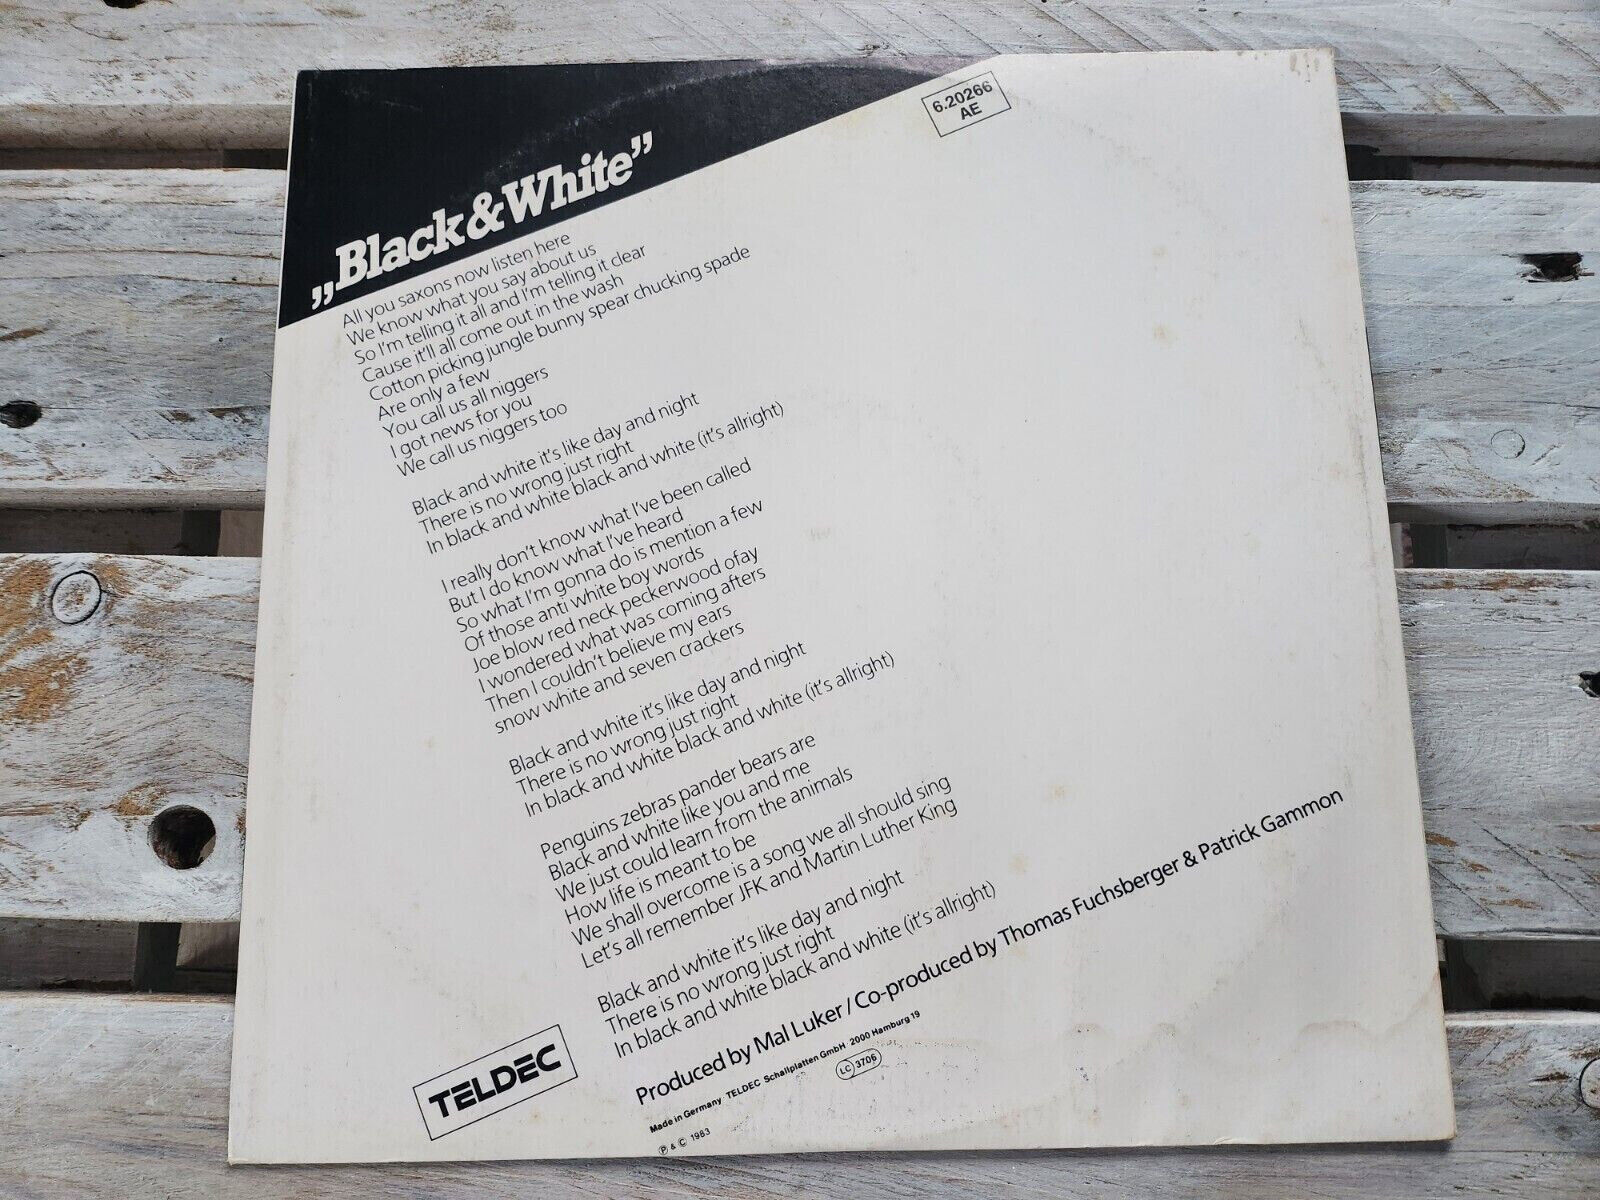 6.20266
AE
„Black&White”
All you saxons now listen here
We know what you say about us
So I'm telling it all and I'm telling it clear
Cause it'll all come out in the wash
Cotton picking jungle bunny spear chucking spade
Are only a few
You call us all niggers
I got news for you
We call us niggers too
Black and white it's like day and night
There is no wrong just right
In black and white black and white (it's allright)
I really don't know what I've been called
But I do know what I've heard
So what I'm gonna do is mention a few
Of those anti white boy words
Joe blow red neck peckerwood ofay
I wondered what was coming afters
Then I couldn't believe my ears
snow white and seven crackers
Black and white it's like day and night
There is no wrong just right
In black and white black and white (it's allright)
Penguins zebras pander bears are
Black and white like you and me
We just could learn from the animals
How life is meant to be
We shall overcome is a song we all should sing
Let's all remember JFK and Martin Luther King
Black and white it's like day and night
There is no wrong just right
In black and white black and white (it's allright)
Produced by Mal Luker / Co-produced by Thomas Fuchsberger & Patrick Gammon
TELDEC
Made in Germany TELDEC Schallplatten GmbH 2000 Hamburg 19
LC 3706
Ⓟ & © 1983